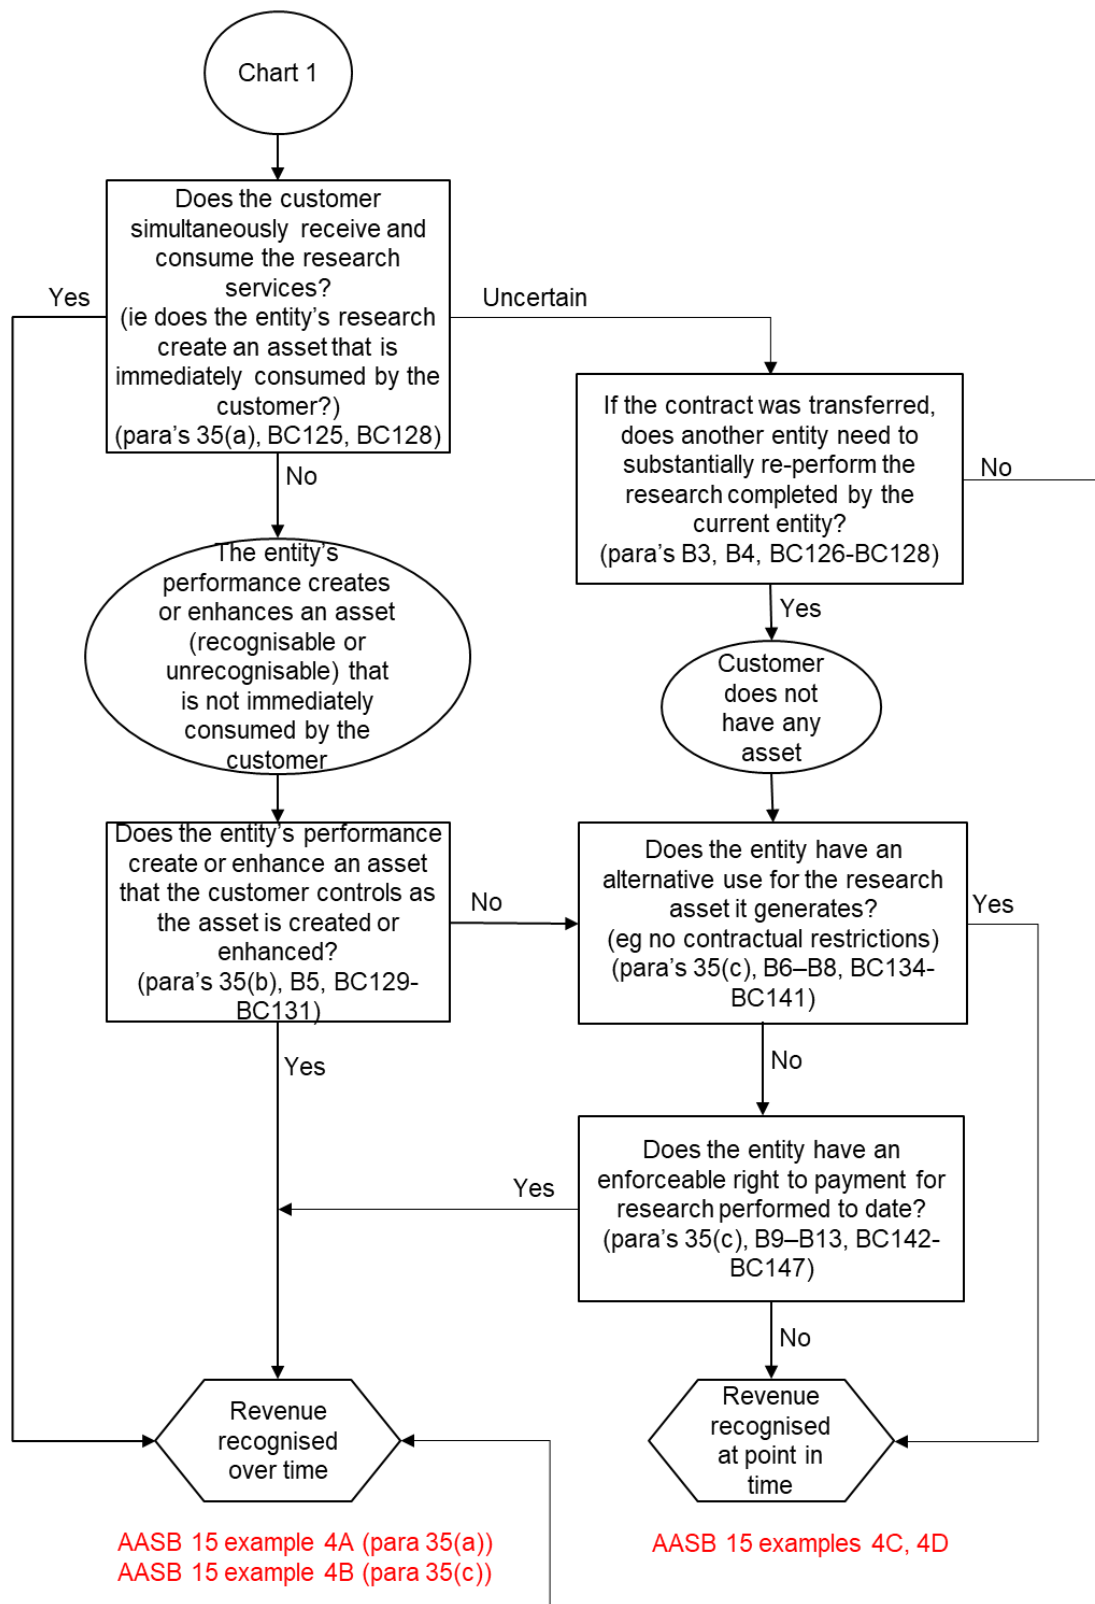 Chart 1
Does the customer
simultaneously receive and
consume the research
services?
(ie does the entity's research
create an asset that is
immediately consumed by the
customer?)
(para's 35(a), BC125, BC128)
Yes
Uncertain
No
If the contract was transferred,
does another entity need to
substantially re-perform the
research completed by the
current entity?
(para's B3, B4, BC126-BC128)
No
Yes
The entity's
performance creates
or enhances an asset
(recognisable or
unrecognisable) that
is not immediately
consumed by the
customer
Customer
does not
have any
asset
Does the entity's performance
create or enhance an asset
that the customer controls as
the asset is created or
enhanced?
(para's 35(b), B5, BC129-
BC131)
No
Yes
Does the entity have an
alternative use for the research
asset it generates?
(eg no contractual restrictions)
(para's 35(c), B6–B8, BC134-
BC141)
Yes
No
Does the entity have an
enforceable right to payment for
research performed to date?
(para's 35(c), B9–B13, BC142-
BC147)
Yes
No
Revenue
recognised
over time
Revenue
recognised
at point in
time
AASB 15 example 4A (para 35(a))
AASB 15 example 4B (para 35(c))
AASB 15 examples 4C, 4D